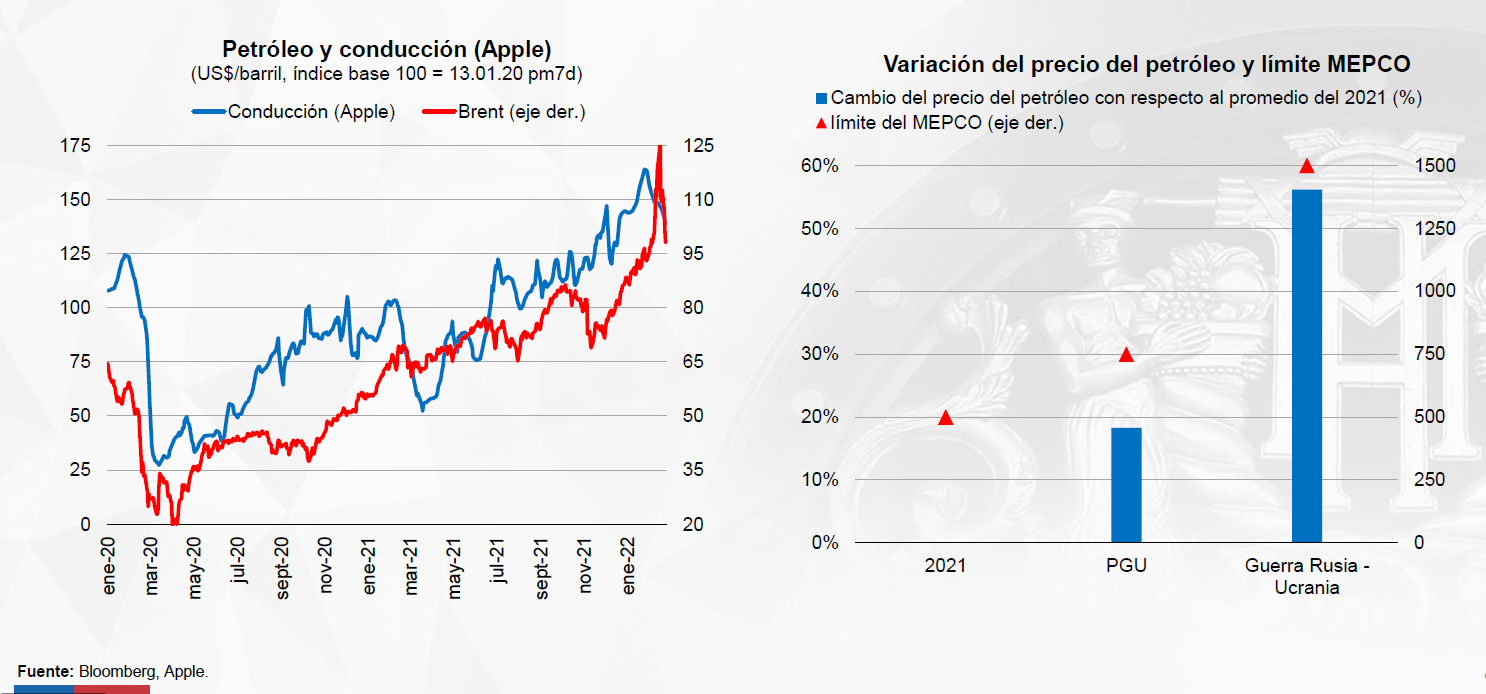 Petróleo y conducción (Apple)
(US$/barril, índice base 100 = 13.01.20 pm7d)
Conducción (Apple) Brent (eje der.)
175 125
150 110
125 95
100 80
75 65
50 50
25 35
0 20
ene-20 mar-20 may-20 jul-20 sept-20 nov-20 ene-21 mar-21 may-21 jul-21 sept-21 nov-21 ene-22
Variación del precio del petróleo y límite MEPCO
Cambio del precio del petróleo con respecto al promedio del 2021 (%)
límite del MEPCO (eje der.)
60% 1500
50% 1250
40% 1000
30% 750
20% 500
10% 250
0% 0
2021 PGU Guerra Rusia -
Ucrania
Fuente: Bloomberg, Apple.